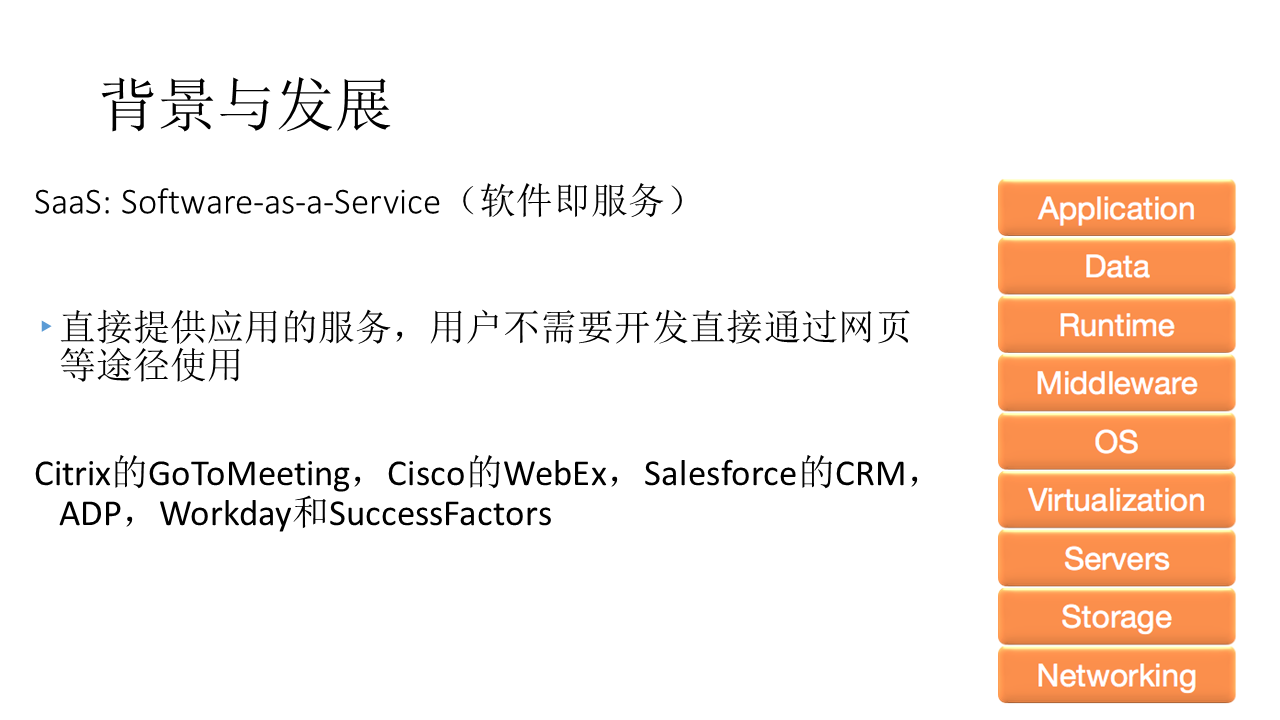 背景与发展
SaaS: Software-as-a-Service（软件即服务）
直接提供应用的服务，用户不需要开发直接通过网页
等途径使用
Citrix的GoToMeeting，Cisco的WebEx，Salesforce的CRM，
ADP，Workday和SuccessFactors
Application
Data
Runtime
Middleware
OS
Virtualization
Servers
Storage
Networking